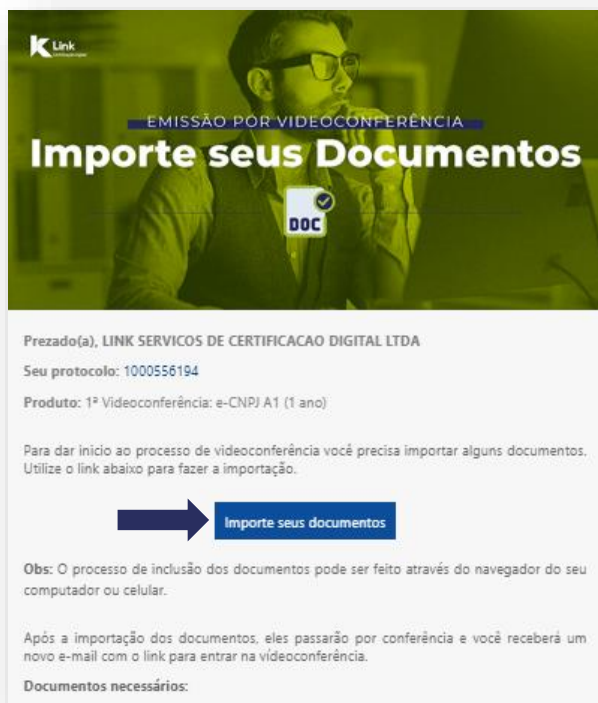 Link
EMISSÃO POR VIDEOCONFERÊNCIA
Importe seus Documentos
DOC
Prezado(a), LINK SERVICOS DE CERTIFICACAO DIGITAL LTDA
Seu protocolo: 1000556194
Produto: 1ª Videoconferência: e-CNPJ A1 (1 ano)
Para dar inicio ao processo de videoconferência você precisa importar alguns documentos.
Utilize o link abaixo para fazer a importação.
Importe seus documentos
Obs: O processo de inclusão dos documentos pode ser feito através do navegador do seu
computador ou celular.
Após a importação dos documentos, eles passarão por conferência e você receberá um
novo e-mail com o link para entrar na vídeoconferência.
Documentos necessários: